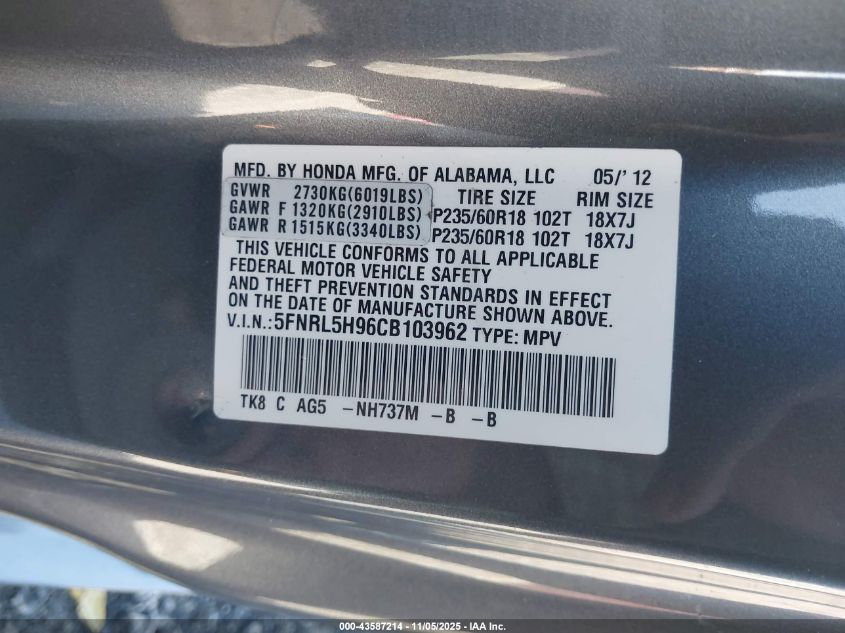 MFD. BY HONDA MFG. OF ALABAMA, LLC 05/' 12
GVWR 2730KG(6019LBS) TIRE SIZE RIM SIZE
GAWR F 1320KG(2910LBS) P235/60R18 102T 18X7J
GAWR R 1515KG(3340LBS) P235/60R18 102T 18X7J
THIS VEHICLE CONFORMS TO ALL APPLICABLE
FEDERAL MOTOR VEHICLE SAFETY
AND THEFT PREVENTION STANDARDS IN EFFECT
ON THE DATE OF MANUFACTURE SHOWN ABOVE.
V.I.N.:5FNRL5H96CB103962 TYPE: MPV
TK8 C AG5 –NH737M –B –B
000-43587214 - 11/05/2025 - IAA Inc.